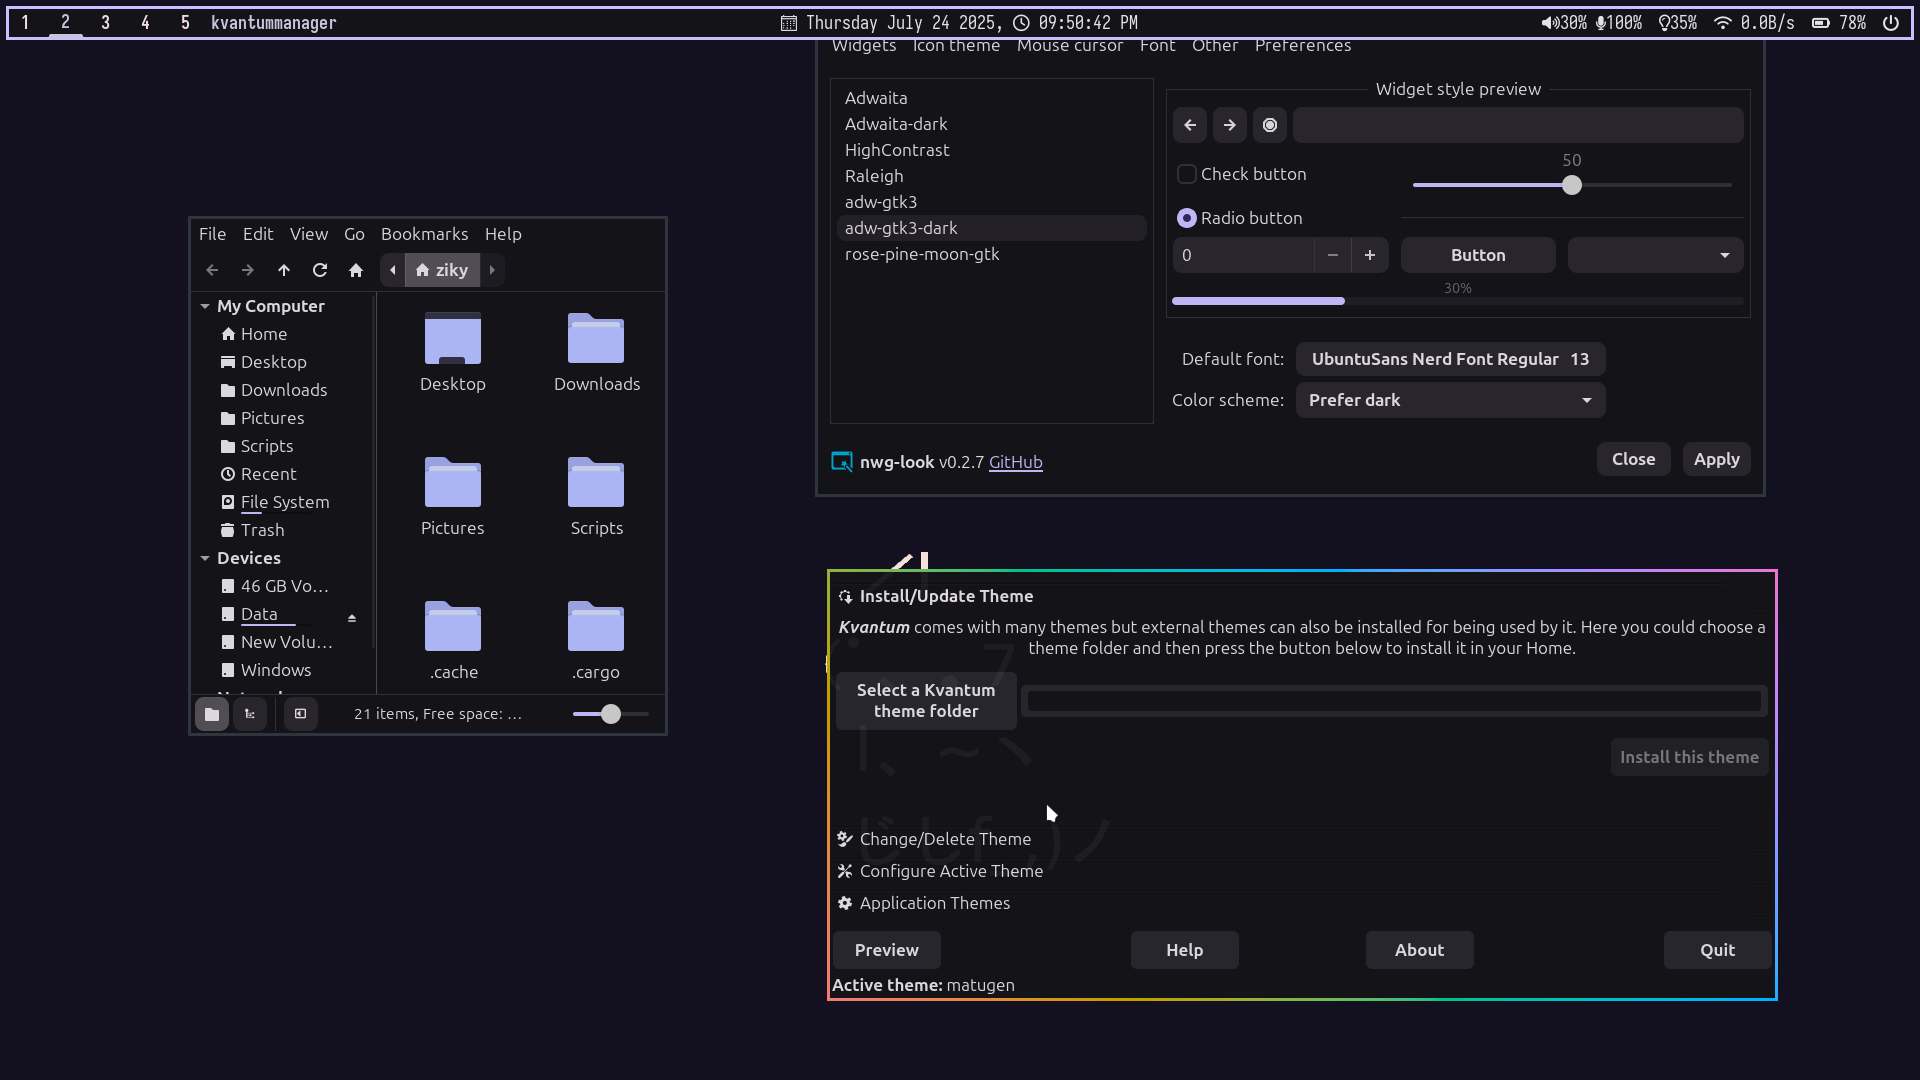 1 2 3 4 5 kvantummanager
Thursday July 24 2025, 09:50:42 PM
30% 100% 35% 0.0B/s 78%
Widgets Icon theme Mouse cursor Font Other Preferences
Adwaita
Adwaita-dark
HighContrast
Raleigh
adw-gtk3
adw-gtk3-dark
rose-pine-moon-gtk
Widget style preview
Check button
50
Radio button
0
Button
30%
Default font: UbuntuSans Nerd Font Regular 13
Color scheme: Prefer dark
nwg-look v0.2.7 GitHub
Close Apply
File Edit View Go Bookmarks Help
ziky
My Computer
Home
Desktop
Downloads
Pictures
Scripts
Recent
File System
Trash
Devices
46 GB Vo...
Data
New Volu...
Windows
Desktop Downloads
Pictures Scripts
.cache .cargo
21 items, Free space: ...
Install/Update Theme
Kvantum comes with many themes but external themes can also be installed for being used by it. Here you could choose a
theme folder and then press the button below to install it in your Home.
Select a Kvantum
theme folder
Install this theme
Change/Delete Theme
Configure Active Theme
Application Themes
Preview Help About Quit
Active theme: matugen